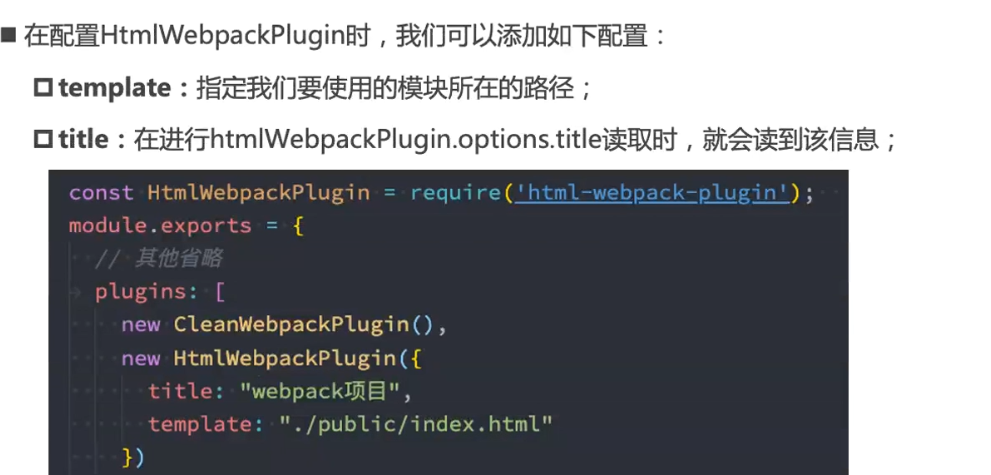 在配置HtmlWebpackPlugin时，我们可以添加如下配置：
template：指定我们要使用的模块所在的路径；
title：在进行htmlWebpackPlugin.options.title读取时，就会读到该信息；
const HtmlWebpackPlugin = require('html-webpack-plugin');
module.exports = {
// 其他省略
plugins: [
new CleanWebpackPlugin(),
new HtmlWebpackPlugin({
title: "webpack项目",
template: "./public/index.html"
})